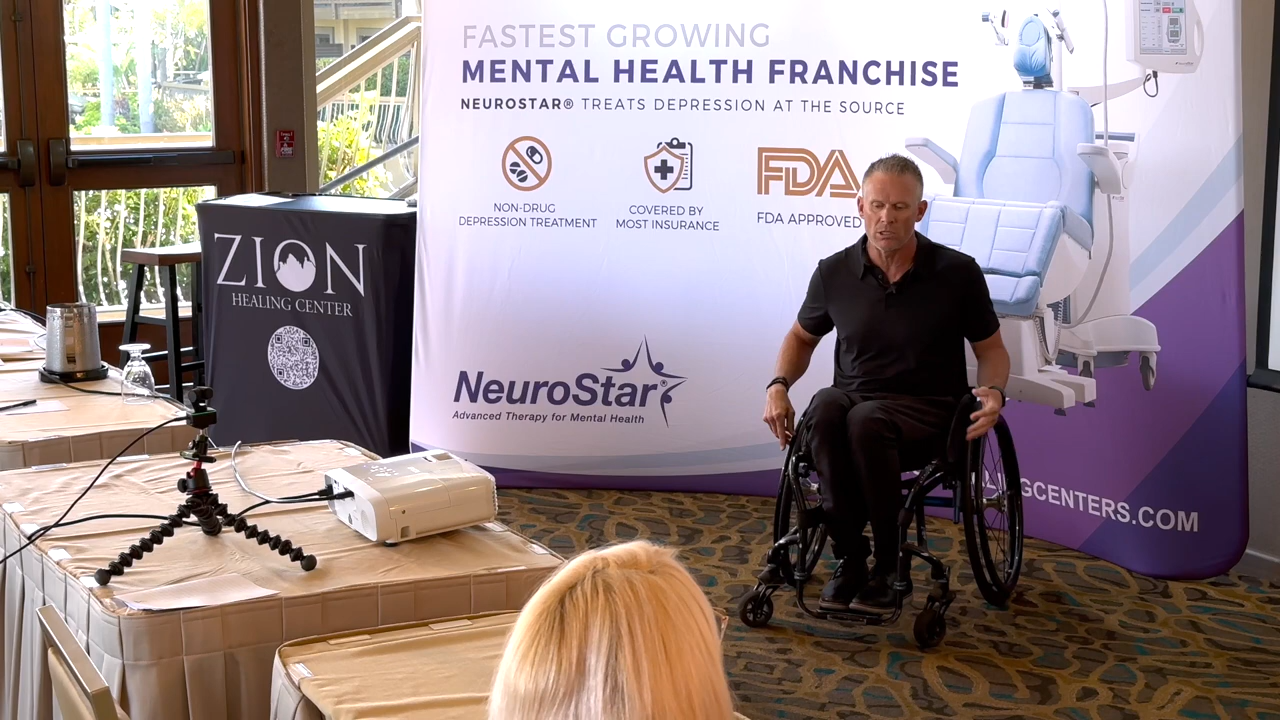 FASTEST GROWING
MENTAL HEALTH FRANCHISE
NEUROSTAR® TREATS DEPRESSION AT THE SOURCE
NON-DRUG
DEPRESSION TREATMENT
COVERED BY
MOST INSURANCE
FDA
FDA APPROVED
ZION
HEALING CENTER
NeuroStar®
Advanced Therapy for Mental Health
GCENTERS.COM